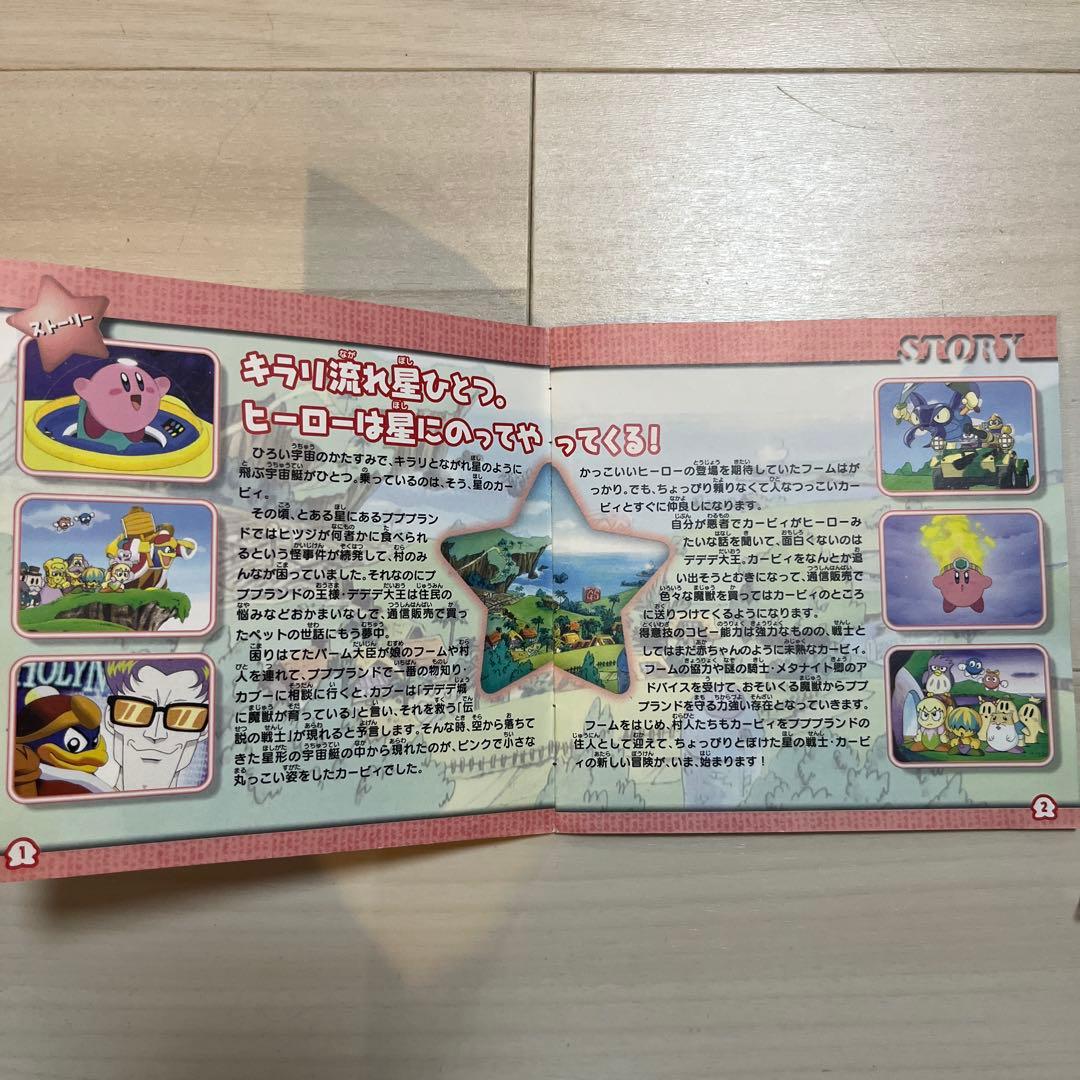 ストーリー
キラリ流れ星ひとつ。
ヒーローは星にのってやってくる!
ひろい宇宙のかたすみで、キラリとながれ星のように
飛ぶ宇宙艇がひとつ。乗っているのは、そう、星のカー
ビィ。
その頃、とある星にあるプププラン
ドではヒツジが何者かに食べられ
るという怪事件が続発して、村のみ
んなが困っていました。それなのにプ
ププランドの王様・デデデ大王は住民の
悩みなどおかまいなしで、通信販売で買っ
たペットの世話にもう夢中。
困りはてたパーム大臣が娘のフームや村
人を連れて、プププランドで一番の物知り・
カブーに相談に行くと、カブーは「デデデ城
に魔獣が育っている」と言い、それを救う「伝
説の戦士」が現れると予言します。そんな時、空から落ちて
きた星形の宇宙艇の中から現れたのが、ピンクで小さな
丸っこい姿をしたカービィでした。
1
STORY
かっこいいヒーローの登場を期待していたフームはが
っかり。でも、ちょっぴり頼りなくて人なつっこいカー
ビィとすぐに仲良しになります。
自分が悪者でカービィがヒーローみ
たいな話を聞いて、面白くないのは
デデデ大王。カービィをなんとか追
い出そうとむきになって、通信販売で
色々な魔獣を買ってはカービィのところ
に送りつけてくるようになります。
得意技のコピー能力は強力なものの、戦士と
してはまだ赤ちゃんのように未熟なカービィ。
フームの協力や謎の騎士・メタナイト卿のア
ドバイスを受けて、おそいくる魔獣からププ
プランドを守る力強い存在となっていきます。
フームをはじめ、村人たちもカービィをプププランドの
住人として迎えて、ちょっぴりとぼけた星の戦士・カービ
ィの新しい冒険が、いま、始まります!
2